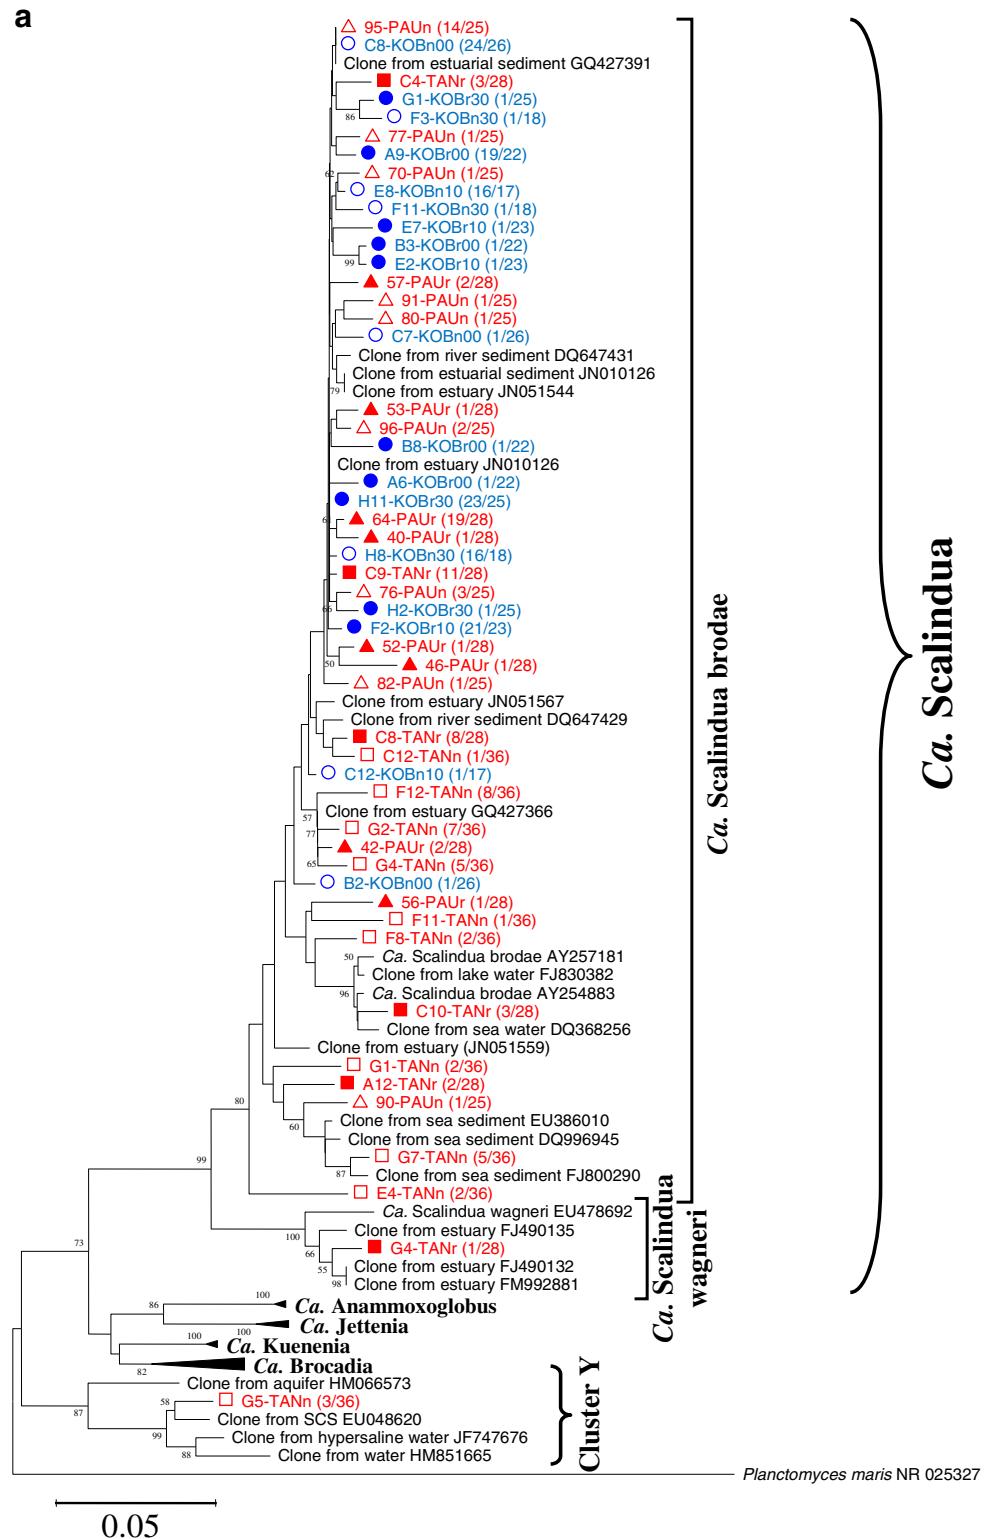 a
95-PAUn (14/25)
C8-KOBn00 (24/26)
Clone from estuarial sediment GQ427391
C4-TANr (3/28)
G1-KOBr30 (1/25)
86
F3-KOBn30 (1/18)
77-PAUn (1/25)
A9-KOBr00 (19/22)
62
70-PAUn (1/25)
E8-KOBn10 (16/17)
F11-KOBn30 (1/18)
E7-KOBr10 (1/23)
B3-KOBr00 (1/22)
99
E2-KOBr10 (1/23)
57-PAUr (2/28)
91-PAUn (1/25)
80-PAUn (1/25)
C7-KOBn00 (1/26)
Clone from river sediment DQ647431
Clone from estuarial sediment JN010126
79
Clone from estuary JN051544
53-PAUr (1/28)
96-PAUn (2/25)
B8-KOBr00 (1/22)
Clone from estuary JN010126
A6-KOBr00 (1/22)
H11-KOBr30 (23/25)
64-PAUr (19/28)
40-PAUr (1/28)
H8-KOBn30 (16/18)
C9-TANr (11/28)
76-PAUn (3/25)
66
H2-KOBr30 (1/25)
F2-KOBr10 (21/23)
52-PAUr (1/28)
50
46-PAUr (1/28)
82-PAUn (1/25)
Clone from estuary JN051567
Clone from river sediment DQ647429
C8-TANr (8/28)
C12-TANn (1/36)
C12-KOBn10 (1/17)
F12-TANn (8/36)
57
Clone from estuary GQ427366
77
G2-TANn (7/36)
42-PAUr (2/28)
65
G4-TANn (5/36)
B2-KOBn00 (1/26)
56-PAUr (1/28)
F11-TANn (1/36)
F8-TANn (2/36)
50
Ca. Scalindua brodae AY257181
Clone from lake water FJ830382
96
Ca. Scalindua brodae AY254883
C10-TANr (3/28)
Clone from sea water DQ368256
Clone from estuary (JN051559)
G1-TANn (2/36)
A12-TANr (2/28)
80
90-PAUn (1/25)
60
Clone from sea sediment EU386010
Clone from sea sediment DQ996945
99
G7-TANn (5/36)
87
Clone from sea sediment FJ800290
E4-TANn (2/36)
Ca. Scalindua wagneri EU478692
100
Clone from estuary FJ490135
73
66
G4-TANr (1/28)
55
Clone from estuary FJ490132
98
Clone from estuary FM992881
Ca. Scalindua brodae
Ca. Scalindua
wagneri
Ca. Scalindua
86
100
Ca. Anammoxoglobus
100
Ca. Jettenia
100
Ca. Kuenenia
82
Ca. Brocadia
Clone from aquifer HM066573
87
58
G5-TANn (3/36)
Clone from SCS EU048620
99
Clone from hypersaline water JF747676
88
Clone from water HM851665
Cluster Y
Planctomyces maris NR 025327
0.05